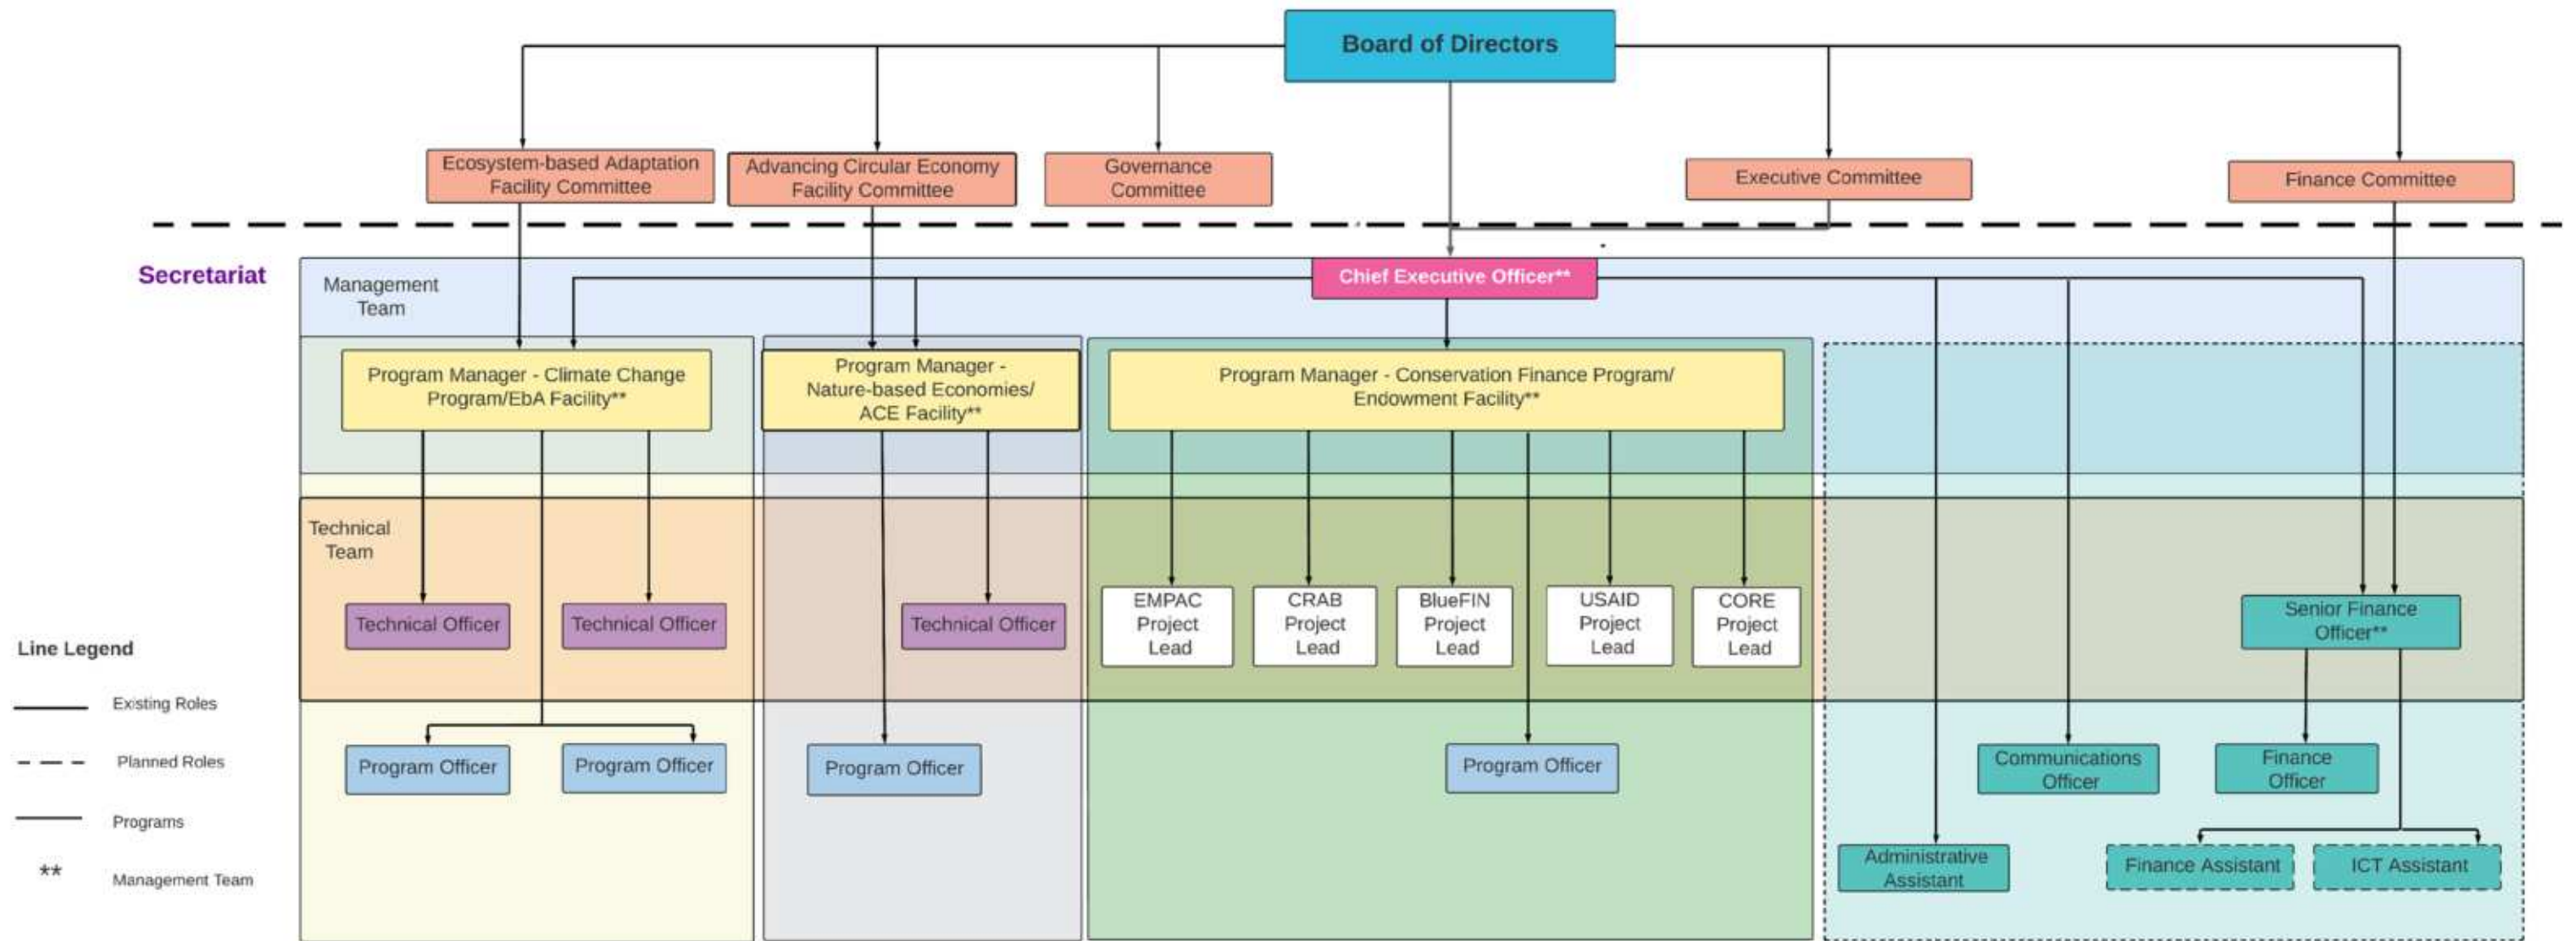 Board of Directors
Ecosystem-based Adaptation
Facility Committee
Advancing Circular Economy
Facility Committee
Governance
Committee
Executive Committee
Finance Committee
Secretariat
Management
Team
Chief Executive Officer**
Program Manager - Climate Change
Program/EbA Facility**
Program Manager -
Nature-based Economies/
ACE Facility**
Program Manager - Conservation Finance Program/
Endowment Facility**
Technical
Team
Technical Officer
Technical Officer
Technical Officer
EMPAC
Project
Lead
CRAB
Project
Lead
BlueFIN
Project
Lead
USAID
Project
Lead
CORE
Project
Lead
Senior Finance
Officer**
Program Officer
Program Officer
Program Officer
Program Officer
Communications
Officer
Finance
Officer
Administrative
Assistant
Finance Assistant
ICT Assistant
Line Legend
Existing Roles
Planned Roles
Programs
** Management Team